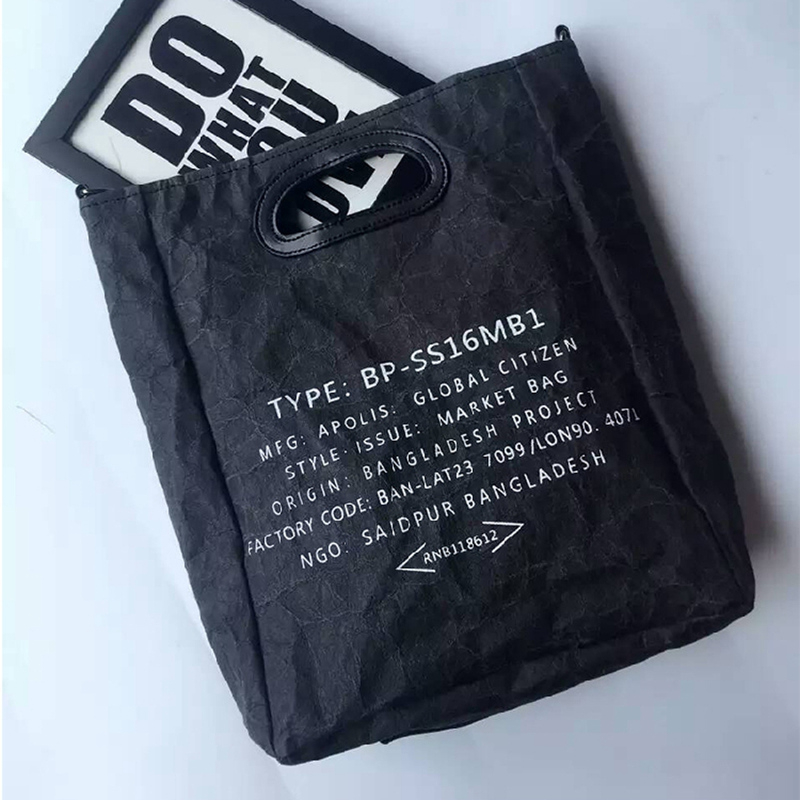 DO
WHAT
YOU
TYPE: BP-SS16MB1
MFG: APOLIS: GLOBAL CITIZEN
STYLE·ISSUE: MARKET BAG
ORIGIN: BANGLADESH PROJECT
FACTORY CODE: BAN-LAT23 7099/LON90. 4071
NGO: SAIDPUR BANGLADESH
RNB118612